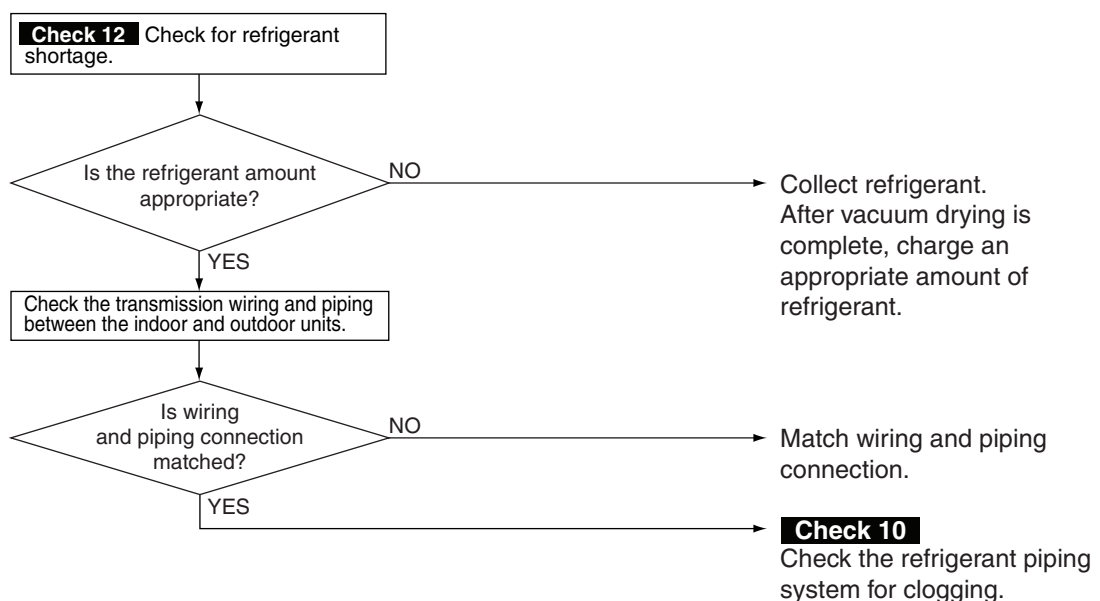 Check 12 Check for refrigerant
shortage.
Is the refrigerant amount
appropriate?
NO
Collect refrigerant.
After vacuum drying is
complete, charge an
appropriate amount of
refrigerant.
YES
Check the transmission wiring and piping
between the indoor and outdoor units.
Is wiring
and piping connection
matched?
NO
Match wiring and piping
connection.
YES
Check 10
Check the refrigerant piping
system for clogging.